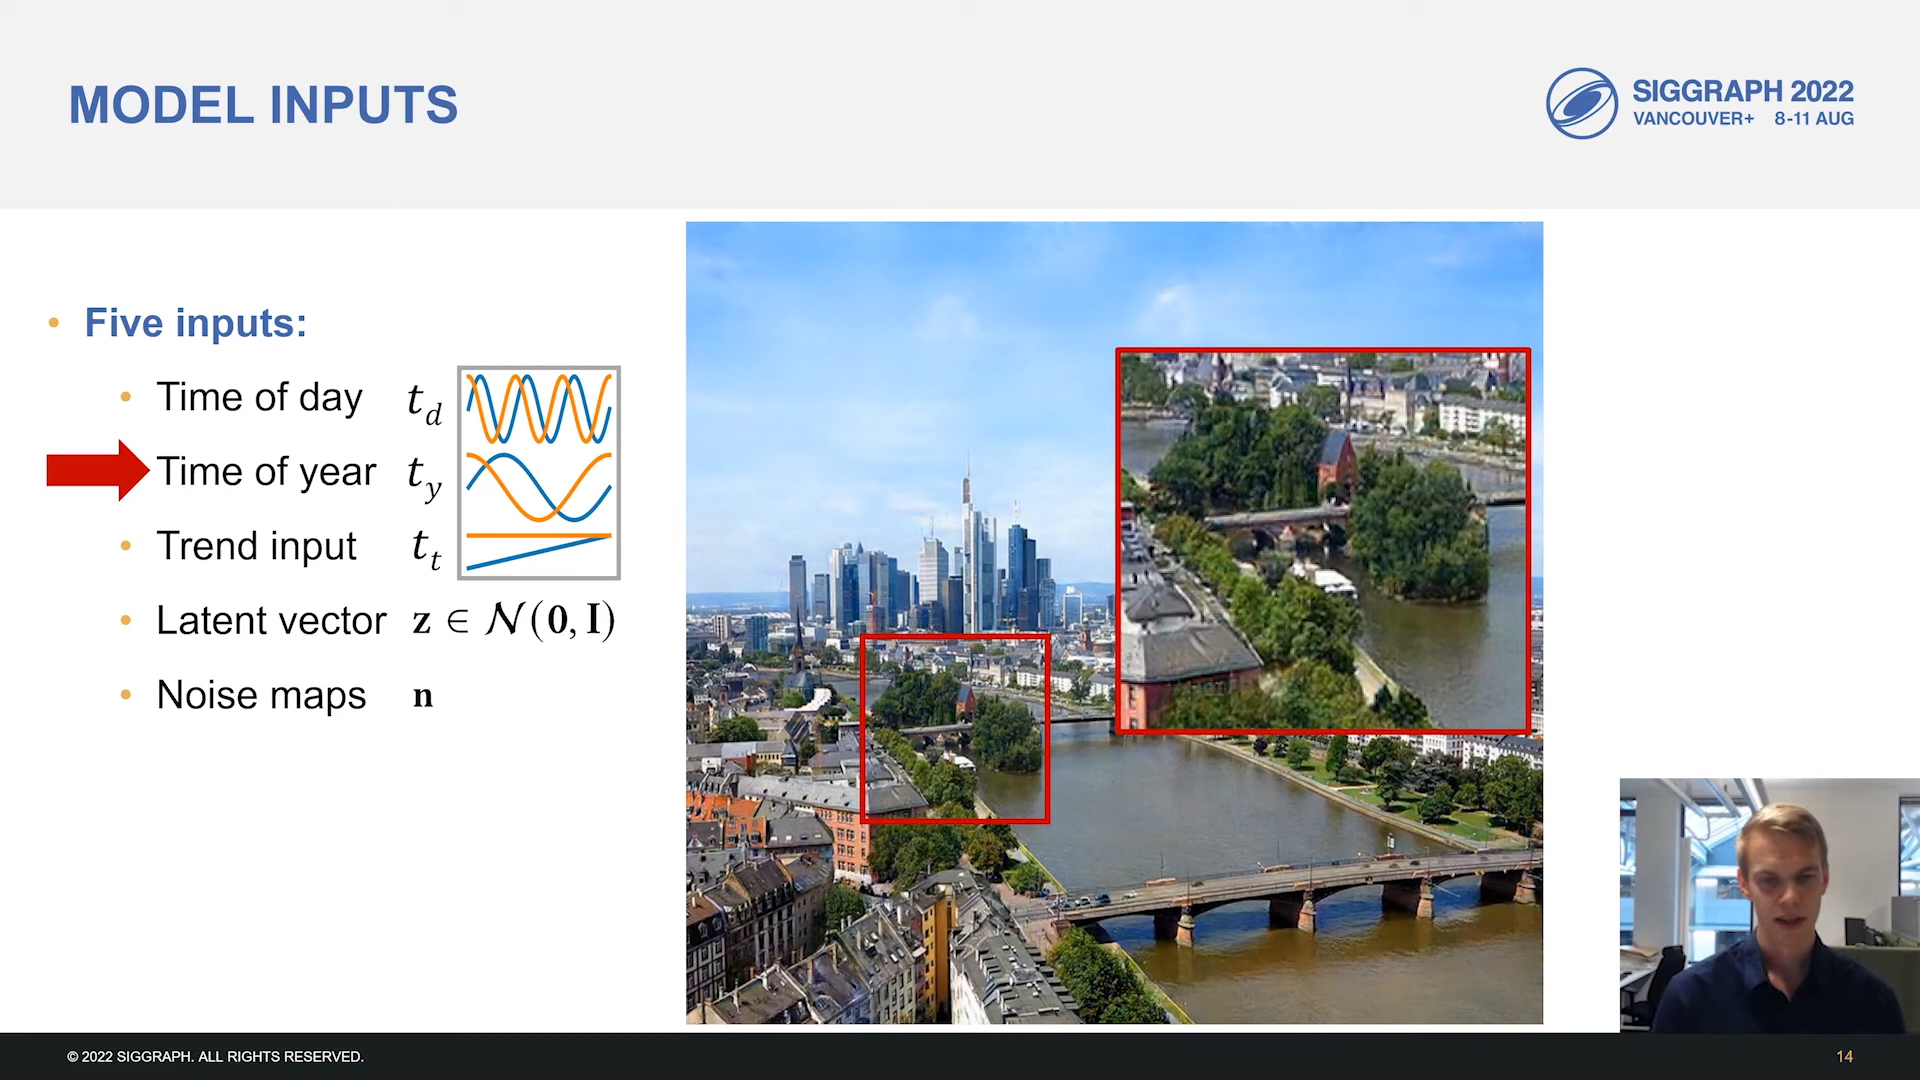 MODEL INPUTS
SIGGRAPH 2022
VANCOUVER+ 8-11 AUG
• Five inputs:
• Time of day t_d
• Time of year t_y
• Trend input t_t
• Latent vector z ∈ 𝒩(0, I)
• Noise maps n
© 2022 SIGGRAPH. ALL RIGHTS RESERVED.
14